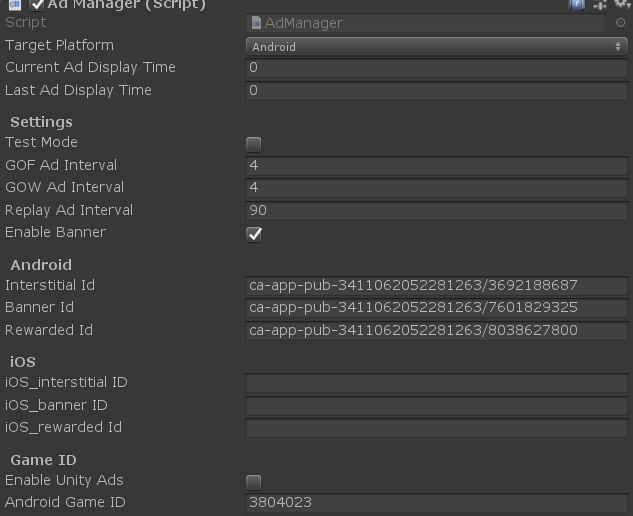 Ad Manager (Script)
Script AdManager
Target Platform Android
Current Ad Display Time 0
Last Ad Display Time 0
Settings
Test Mode
GOF Ad Interval 4
GOW Ad Interval 4
Replay Ad Interval 90
Enable Banner
Android
Interstitial Id ca-app-pub-3411062052281263/3692188687
Banner Id ca-app-pub-3411062052281263/7601829325
Rewarded Id ca-app-pub-3411062052281263/8038627800
iOS
iOS_interstitial ID
iOS_banner ID
iOS_rewarded Id
Game ID
Enable Unity Ads
Android Game ID 3804023